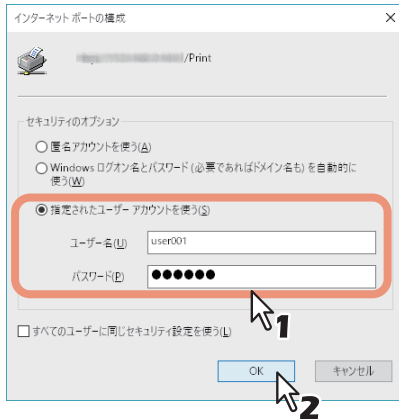 インターネット ポートの構成
/Print
セキュリティのオプション
匿名アカウントを使う(A)
Windows ログオン名とパスワード (必要であればドメイン名も) を自動的に
使う(W)
指定されたユーザー アカウントを使う(S)
ユーザー名(U) user001
パスワード(P) ●●●●●●
1
すべてのユーザーに同じセキュリティ設定を使う(L)
OK キャンセル
2